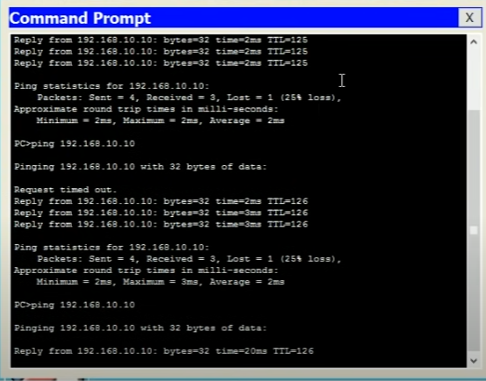 Command Prompt
X
Reply from 192.168.10.10: bytes=32 time=2ms TTL=125
Reply from 192.168.10.10: bytes=32 time=2ms TTL=125
Reply from 192.168.10.10: bytes=32 time=2ms TTL=125
Ping statistics for 192.168.10.10:
Packets: Sent = 4, Received = 3, Lost = 1 (25% loss),
Approximate round trip times in milli-seconds:
Minimum = 2ms, Maximum = 2ms, Average = 2ms
PC>ping 192.168.10.10
Pinging 192.168.10.10 with 32 bytes of data:
Request timed out.
Reply from 192.168.10.10: bytes=32 time=2ms TTL=126
Reply from 192.168.10.10: bytes=32 time=3ms TTL=126
Reply from 192.168.10.10: bytes=32 time=3ms TTL=126
Ping statistics for 192.168.10.10:
Packets: Sent = 4, Received = 3, Lost = 1 (25% loss),
Approximate round trip times in milli-seconds:
Minimum = 2ms, Maximum = 3ms, Average = 2ms
PC>ping 192.168.10.10
Pinging 192.168.10.10 with 32 bytes of data:
Reply from 192.168.10.10: bytes=32 time=20ms TTL=126